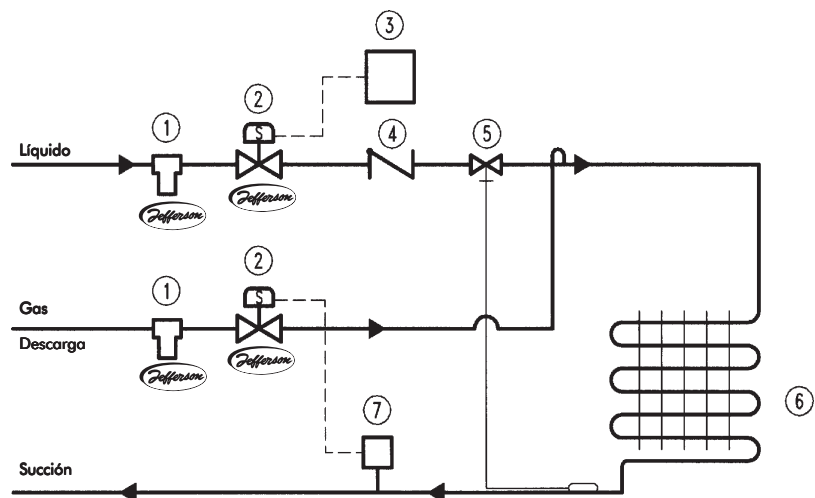 3
2
1
4
5
S
Líquido
Jefferson
Jefferson
2
1
S
Gas
Descarga
Jefferson
Jefferson
6
7
Succión